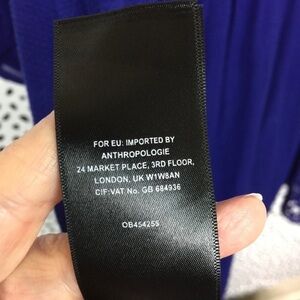 FOR EU: IMPORTED BY
ANTHROPOLOGIE
24 MARKET PLACE, 3RD FLOOR,
LONDON, UK W1W8AN
C/F:VAT No. GB 684936
OB454255